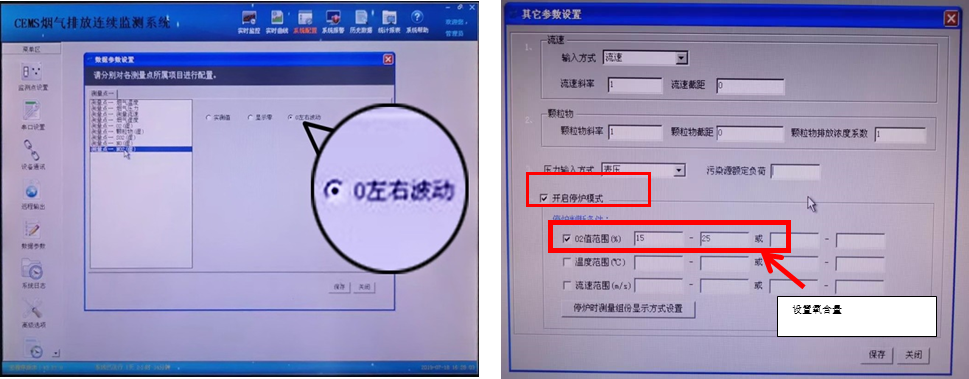 CEMS烟气排放连续监测系统
实时监控 实时曲线 系统配置 系统报警 历史数据 统计报表 系统帮助
管理员
菜单区
监测点设置
串口设置
设备通讯
远程输出
数据参数
系统日志
高级选项
数据参数设置
请分别对各测量点所属项目进行配置。
测量点一
实测值 显示零 0左右波动
0左右波动
保存 关闭
其它参数设置
1.
流速
输入方式 流速
流速斜率 1 流速截距 0
2.
颗粒物
颗粒物斜率 1 颗粒物截距 0 颗粒物排放浓度系数 1
压力输入方式 表压 污染源额定负荷
开启停炉模式
停炉判断条件:
O2值范围(%) 15 - 25 或 -
温度范围(℃) - 或 -
流速范围(m/s) - 或 -
设置氧含量
停炉时测量组份显示方式设置
保存 关闭